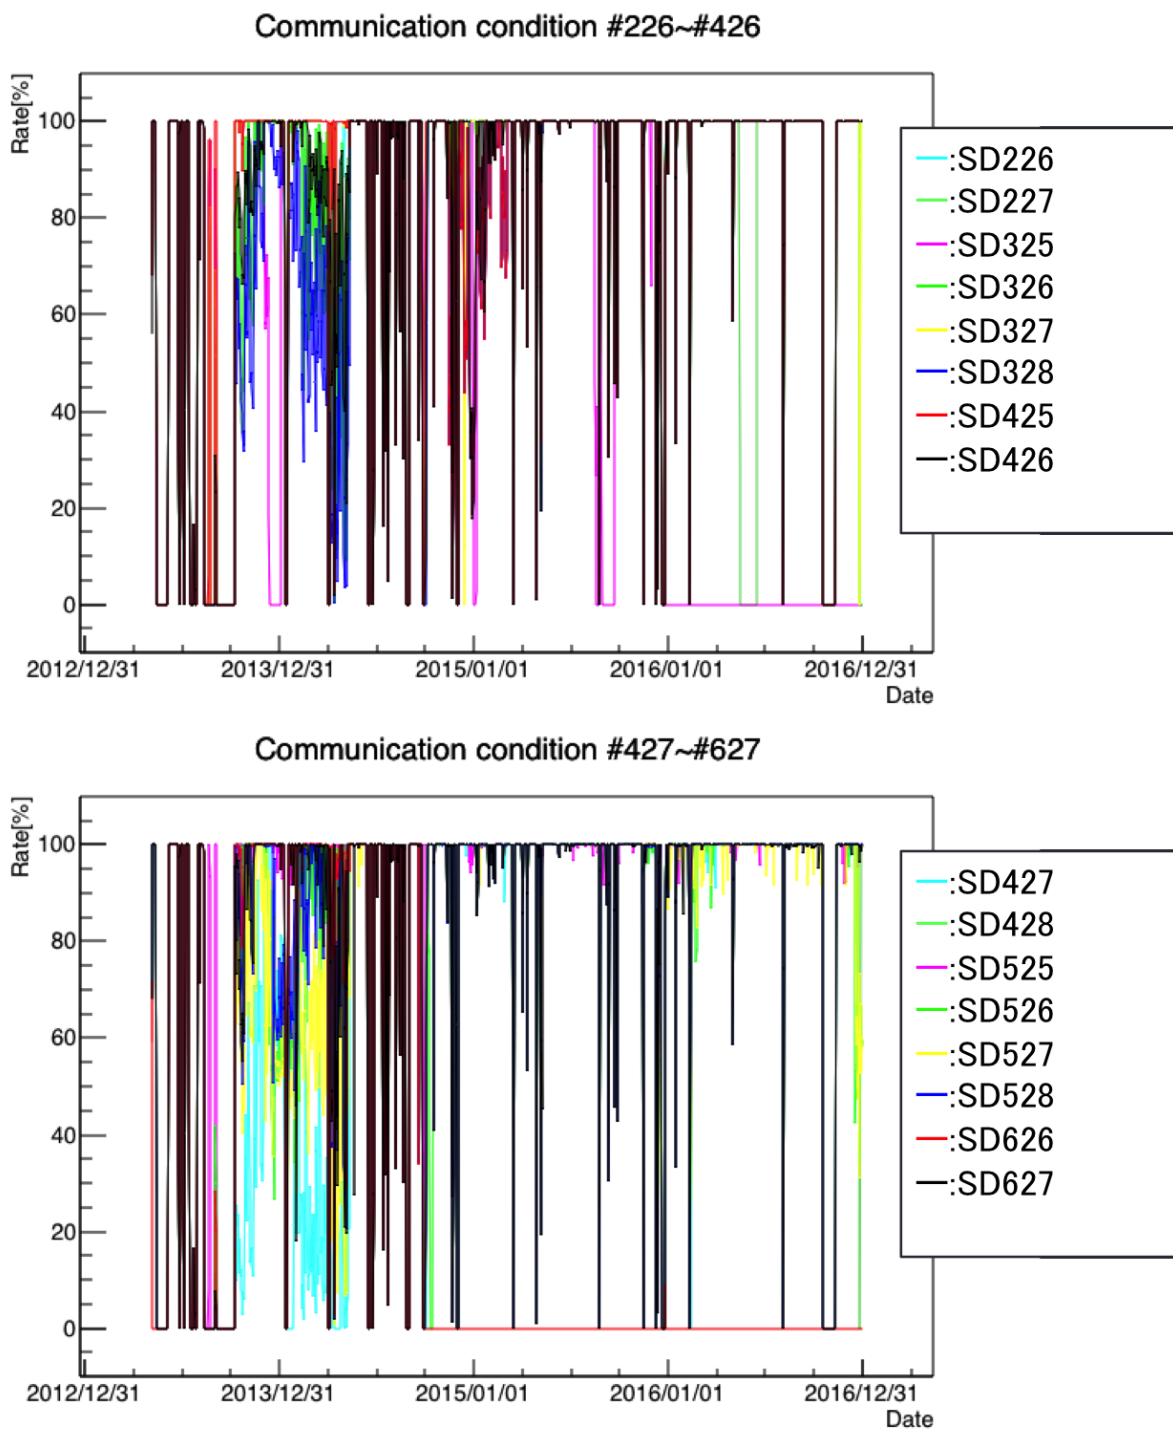 Communication condition #226~#426
Rate[%]
100
80
60
40
20
0
2012/12/31 2013/12/31 2015/01/01 2016/01/01 2016/12/31
Date
:SD226
:SD227
:SD325
:SD326
:SD327
:SD328
:SD425
:SD426
Communication condition #427~#627
Rate[%]
100
80
60
40
20
0
2012/12/31 2013/12/31 2015/01/01 2016/01/01 2016/12/31
Date
:SD427
:SD428
:SD525
:SD526
:SD527
:SD528
:SD626
:SD627